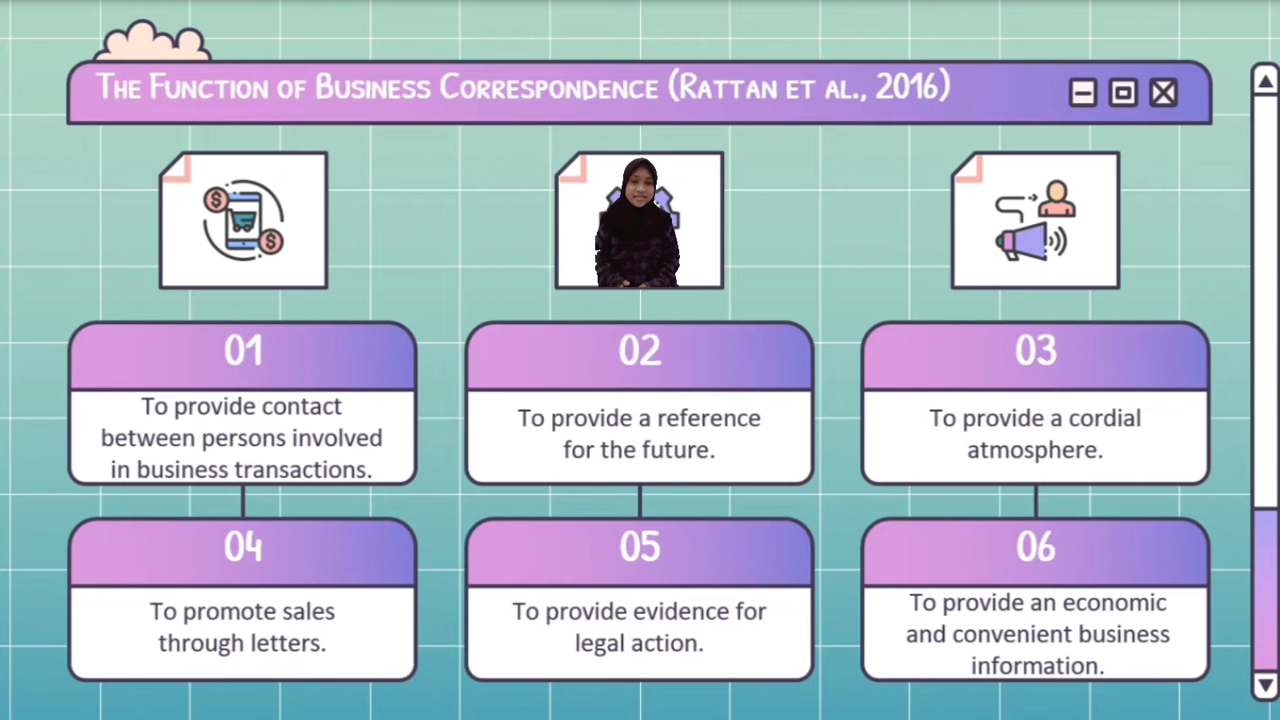 The Function of Business Correspondence (Rattan et al., 2016)
$
$
01
To provide contact
between persons involved
in business transactions.
02
To provide a reference
for the future.
03
To provide a cordial
atmosphere.
04
To promote sales
through letters.
05
To provide evidence for
legal action.
06
To provide an economic
and convenient business
information.